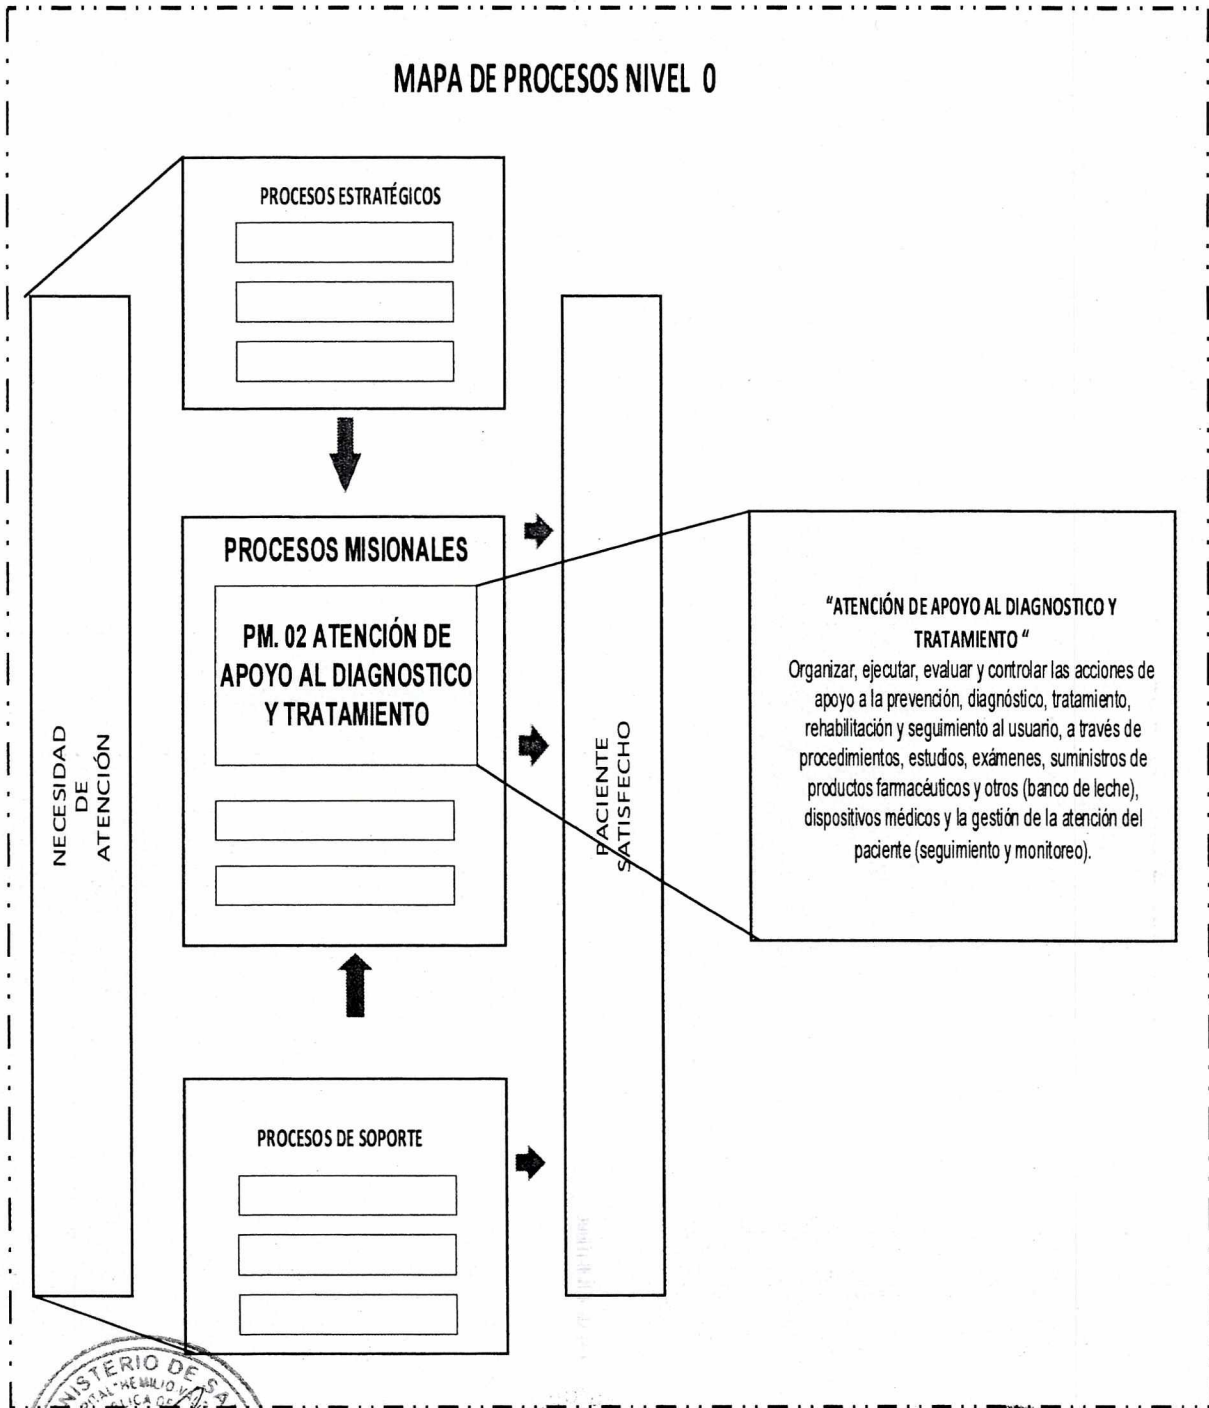 MAPA DE PROCESOS NIVEL 0
PROCESOS ESTRATÉGICOS
NECESIDAD
DE
ATENCIÓN
PROCESOS MISIONALES
PM. 02 ATENCIÓN DE
APOYO AL DIAGNOSTICO
Y TRATAMIENTO
PACIENTE
SATISFECHO
"ATENCIÓN DE APOYO AL DIAGNOSTICO Y
TRATAMIENTO "
Organizar, ejecutar, evaluar y controlar las acciones de
apoyo a la prevención, diagnóstico, tratamiento,
rehabilitación y seguimiento al usuario, a través de
procedimientos, estudios, exámenes, suministros de
productos farmacéuticos y otros (banco de leche),
dispositivos médicos y la gestión de la atención del
paciente (seguimiento y monitoreo).
PROCESOS DE SOPORTE